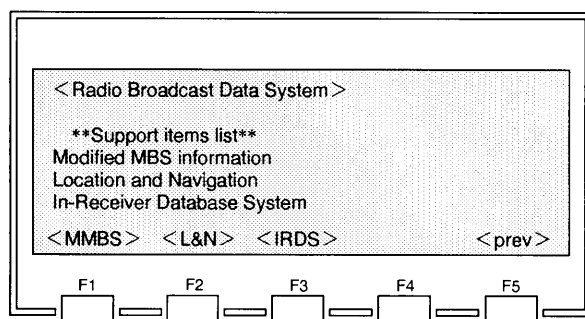 <Radio Broadcast Data System>
**Support items list**
Modified MBS information
Location and Navigation
In-Receiver Database System
<MMBS> <L&N> <IRDS> <prev>
F1 F2 F3 F4 F5